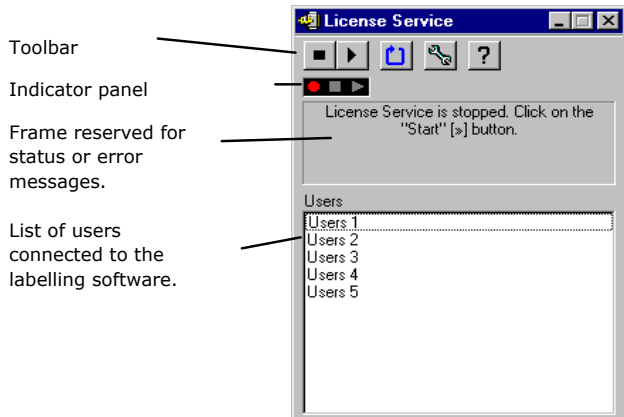 License Service
?
Toolbar
Indicator panel
Frame reserved for
status or error
messages.
License Service is stopped. Click on the
"Start" [»] button.
List of users
connected to the
labelling software.
Users
Users 1
Users 2
Users 3
Users 4
Users 5